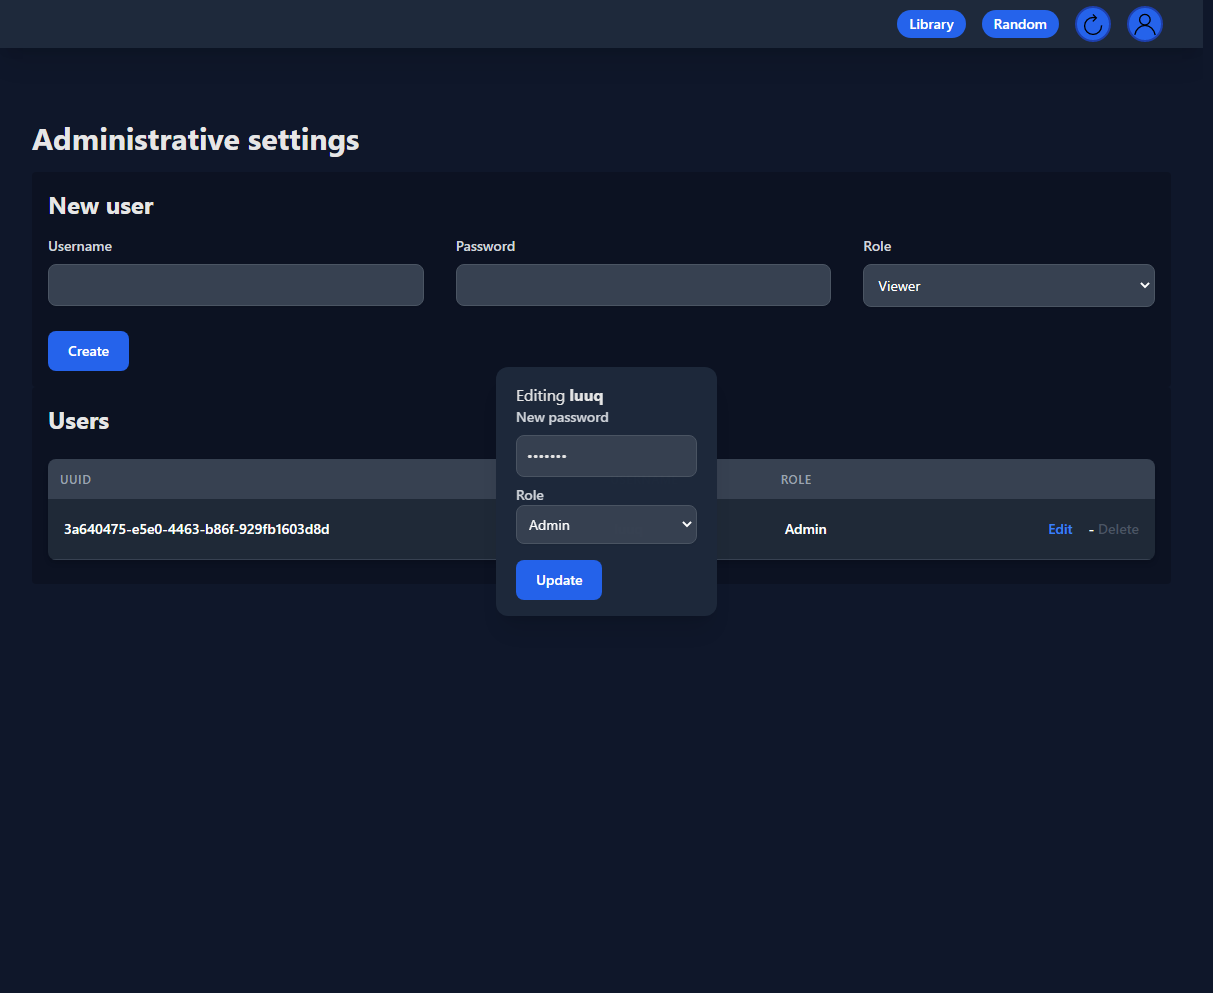 Library Random
Administrative settings
New user
Username Password Role
Viewer
Create
Editing luuq
New password
•••••••
Role
Admin
Update
Users
UUID ROLE
3a640475-e5e0-4463-b86f-929fb1603d8d Admin Edit - Delete